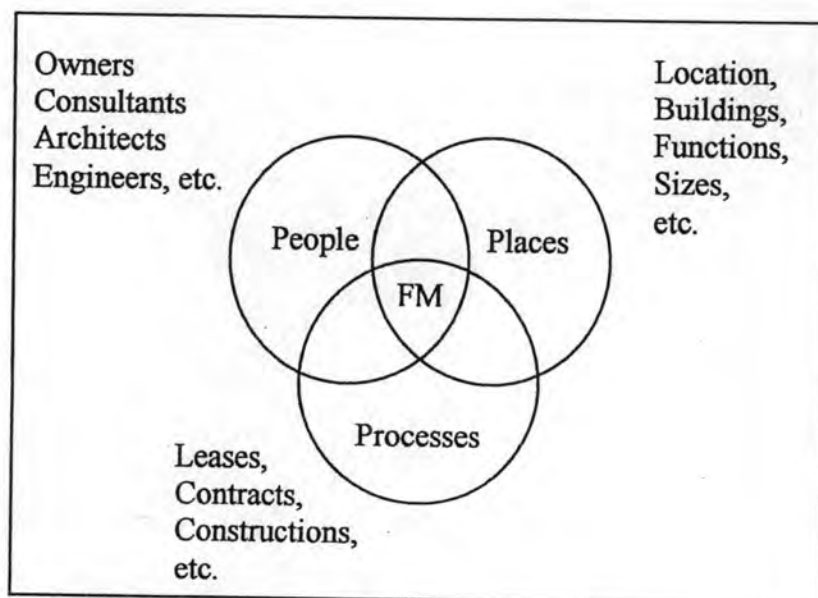 Owners
Consultants
Architects
Engineers, etc.
Location,
Buildings,
Functions,
Sizes,
etc.
People
Places
FM
Processes
Leases,
Contracts,
Constructions,
etc.